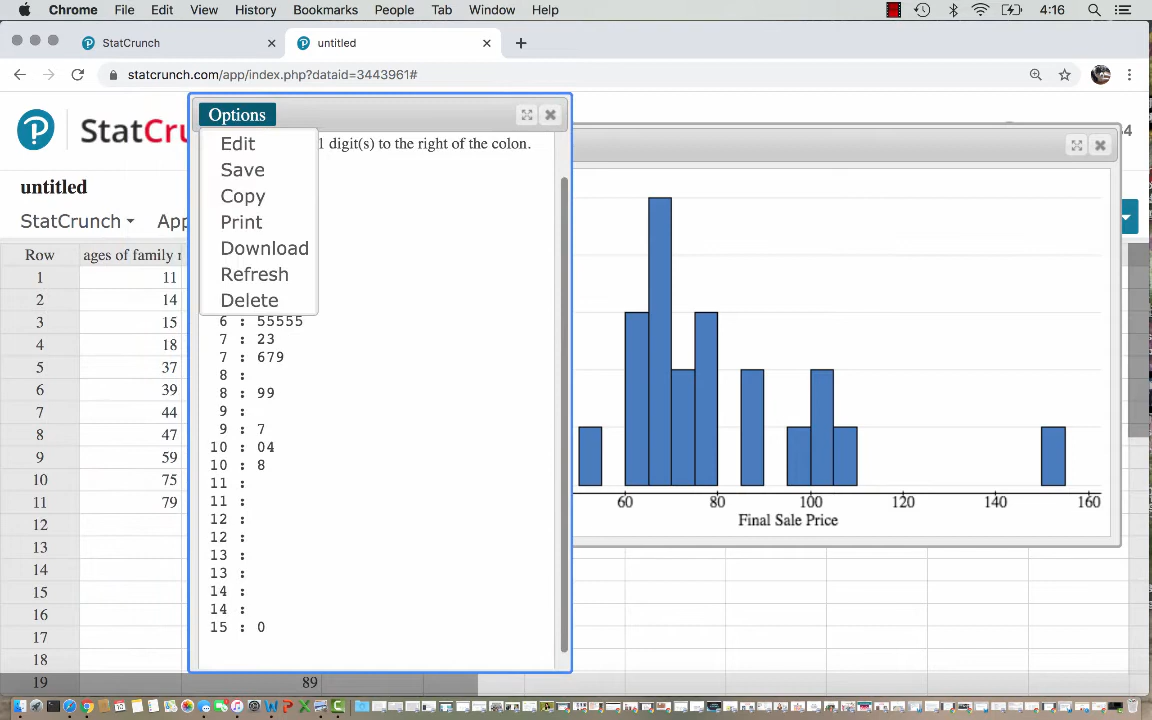 Chrome File Edit View History Bookmarks People Tab Window Help 4:16
StatCrunch untitled
statcrunch.com/app/index.php?dataid=3443961#
Options
StatCr
Edit 1 digit(s) to the right of the colon.
Save
untitled
Copy
StatCrunch App Print
Download
Row ages of family
Refresh
1 11
Delete
2 14
3 15
4 18
5 37
6 39
7 44
8 47
9 59
10 75
11 79
12
13
14
15
16
17
18
19 89
6 : 55555
7 : 23
7 : 679
8 :
8 : 99
9 :
9 : 7
10 : 04
10 : 8
11 :
11 :
12 :
12 :
13 :
13 :
14 :
14 :
15 : 0
60 80 100 120 140 160
Final Sale Price